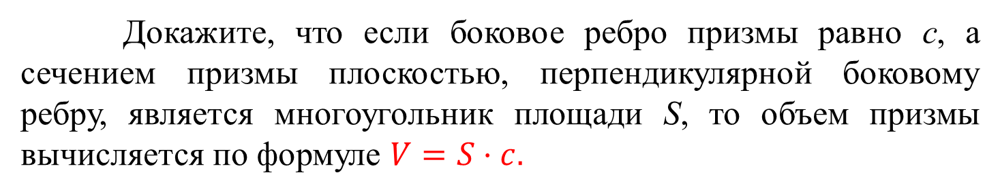 Докажите, что если боковое ребро призмы равно c, а
сечением призмы плоскостью, перпендикулярной боковому
ребру, является многоугольник площади S, то объем призмы
вычисляется по формуле V = S · c.